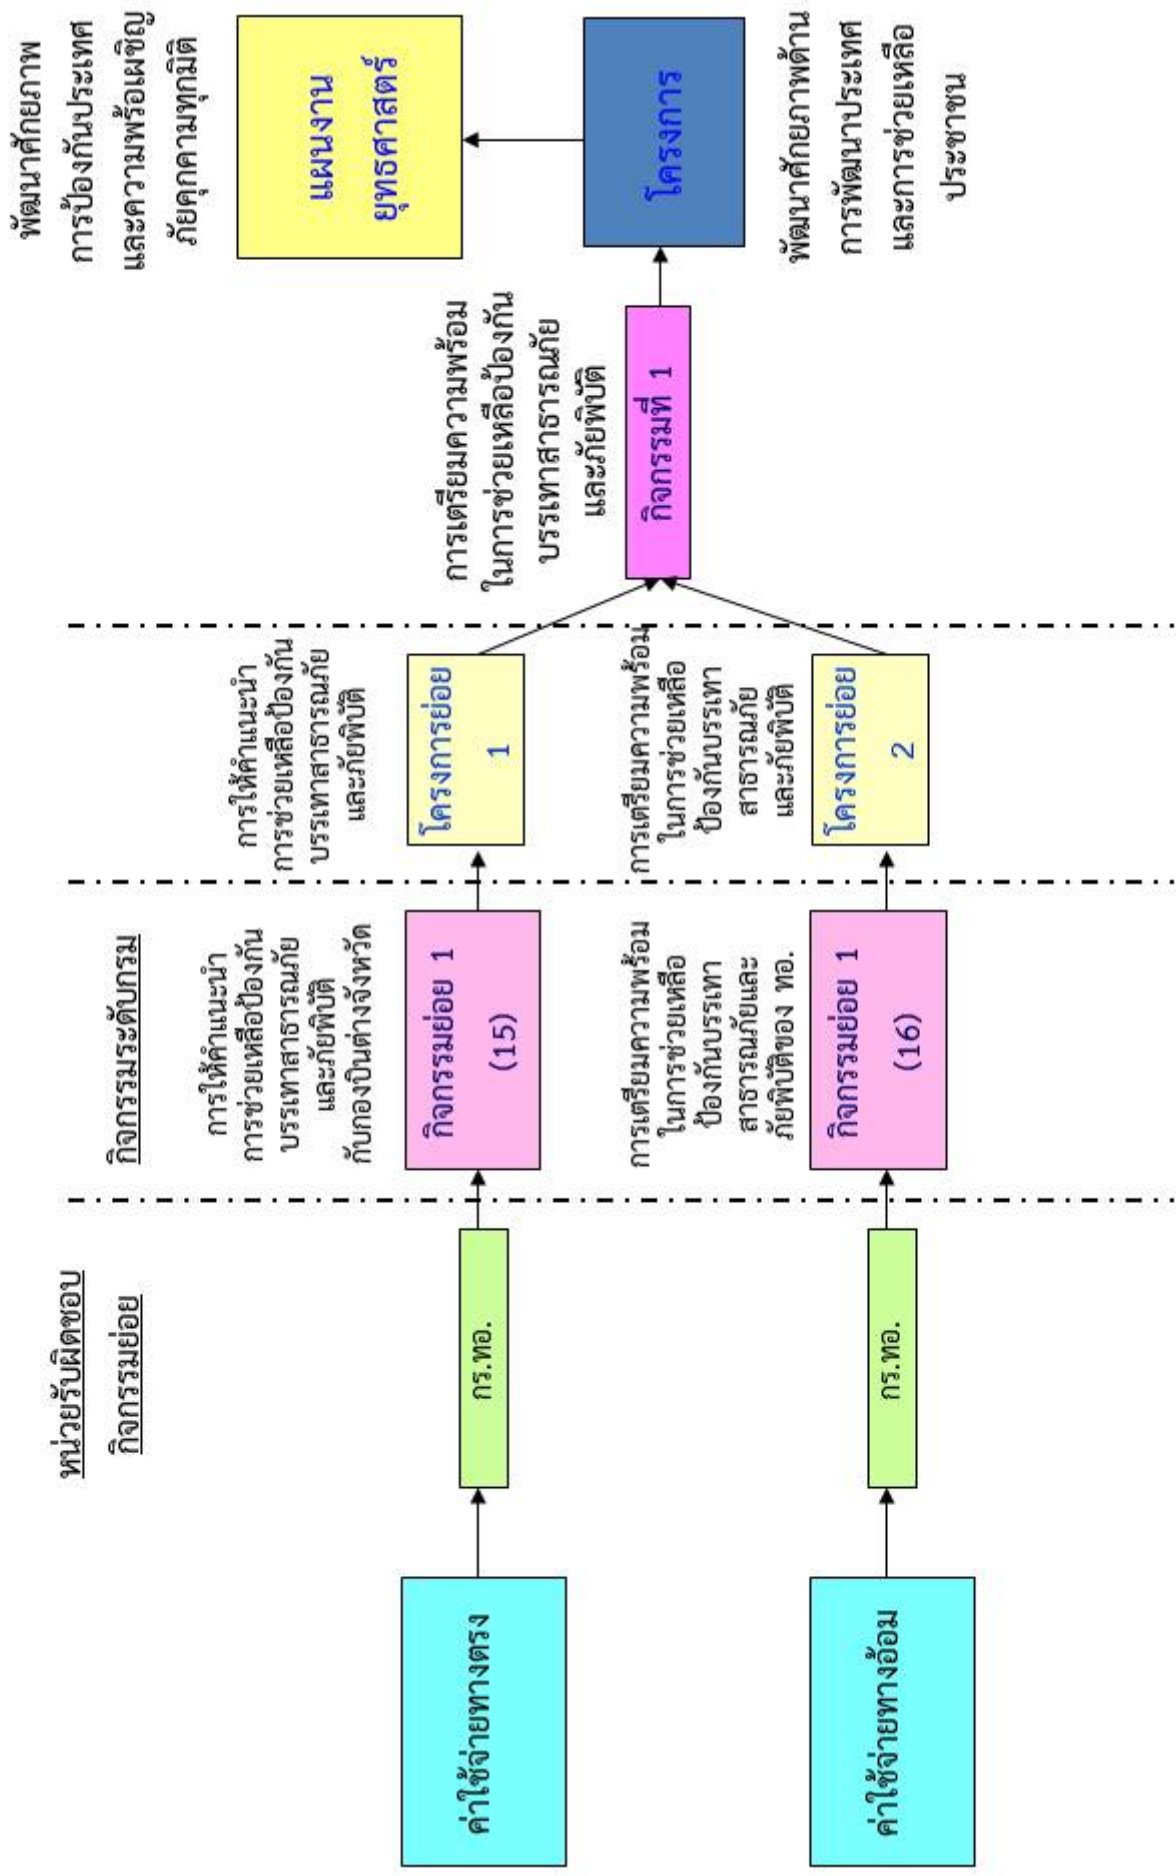 หน่วยรับผิดชอบ
กิจกรรมย่อย
กิจกรรมระดับกรม
พัฒนาศักยภาพ
การป้องกันประเทศ
และความพร้อเผชิญ
ภัยคุกคามทุกมิติ
แผนงาน
ยุทธศาสตร์
การให้คำแนะนำ
การช่วยเหลือป้องกัน
บรรเทาสาธารณภัย
และภัยพิบัติ
กับกองบินต่างจังหวัด
การให้คำแนะนำ
การช่วยเหลือป้องกัน
บรรเทาสาธารณภัย
และภัยพิบัติ
ค่าใช้จ่ายทางตรง
กร.ทอ.
กิจกรรมย่อย 1
(15)
โครงการย่อย
1
การเตรียมความพร้อม
ในการช่วยเหลือป้องกัน
บรรเทาสาธารณภัย
และภัยพิบัติ
กิจกรรมที่ 1
โครงการ
พัฒนาศักยภาพด้าน
การพัฒนาประเทศ
และการช่วยเหลือ
ประชาชน
การเตรียมความพร้อม
ในการช่วยเหลือ
ป้องกันบรรเทา
สาธารณภัยและ
ภัยพิบัติของ ทอ.
การเตรียมความพร้อม
ในการช่วยเหลือ
ป้องกันบรรเทา
สาธารณภัย
และภัยพิบัติ
ค่าใช้จ่ายทางอ้อม
กร.ทอ.
กิจกรรมย่อย 1
(16)
โครงการย่อย
2